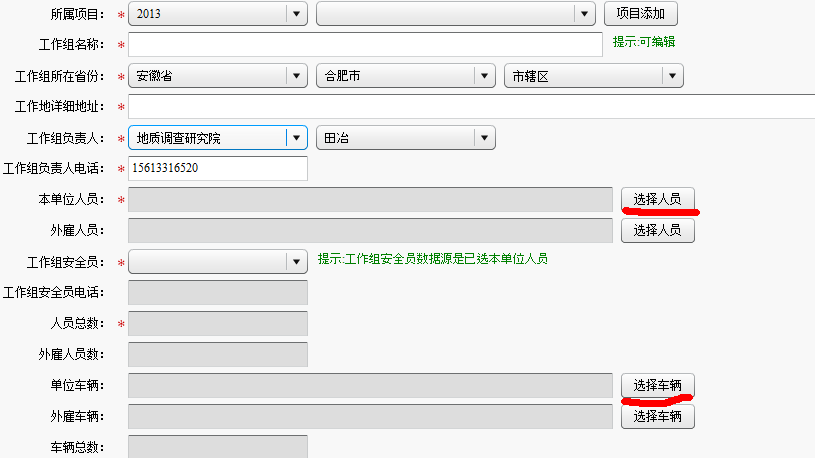 所属项目： * 2013 项目添加
工作组名称： * 提示:可编辑
工作组所在省份： * 安徽省 合肥市 市辖区
工作地详细地址： *
工作组负责人： * 地质调查研究院 田冶
工作组负责人电话： * 15613316520
本单位人员： * 选择人员
外雇人员： 选择人员
工作组安全员： * 提示:工作组安全员数据源是已选本单位人员
工作组安全员电话：
人员总数： *
外雇人员数：
单位车辆： 选择车辆
外雇车辆： 选择车辆
车辆总数：